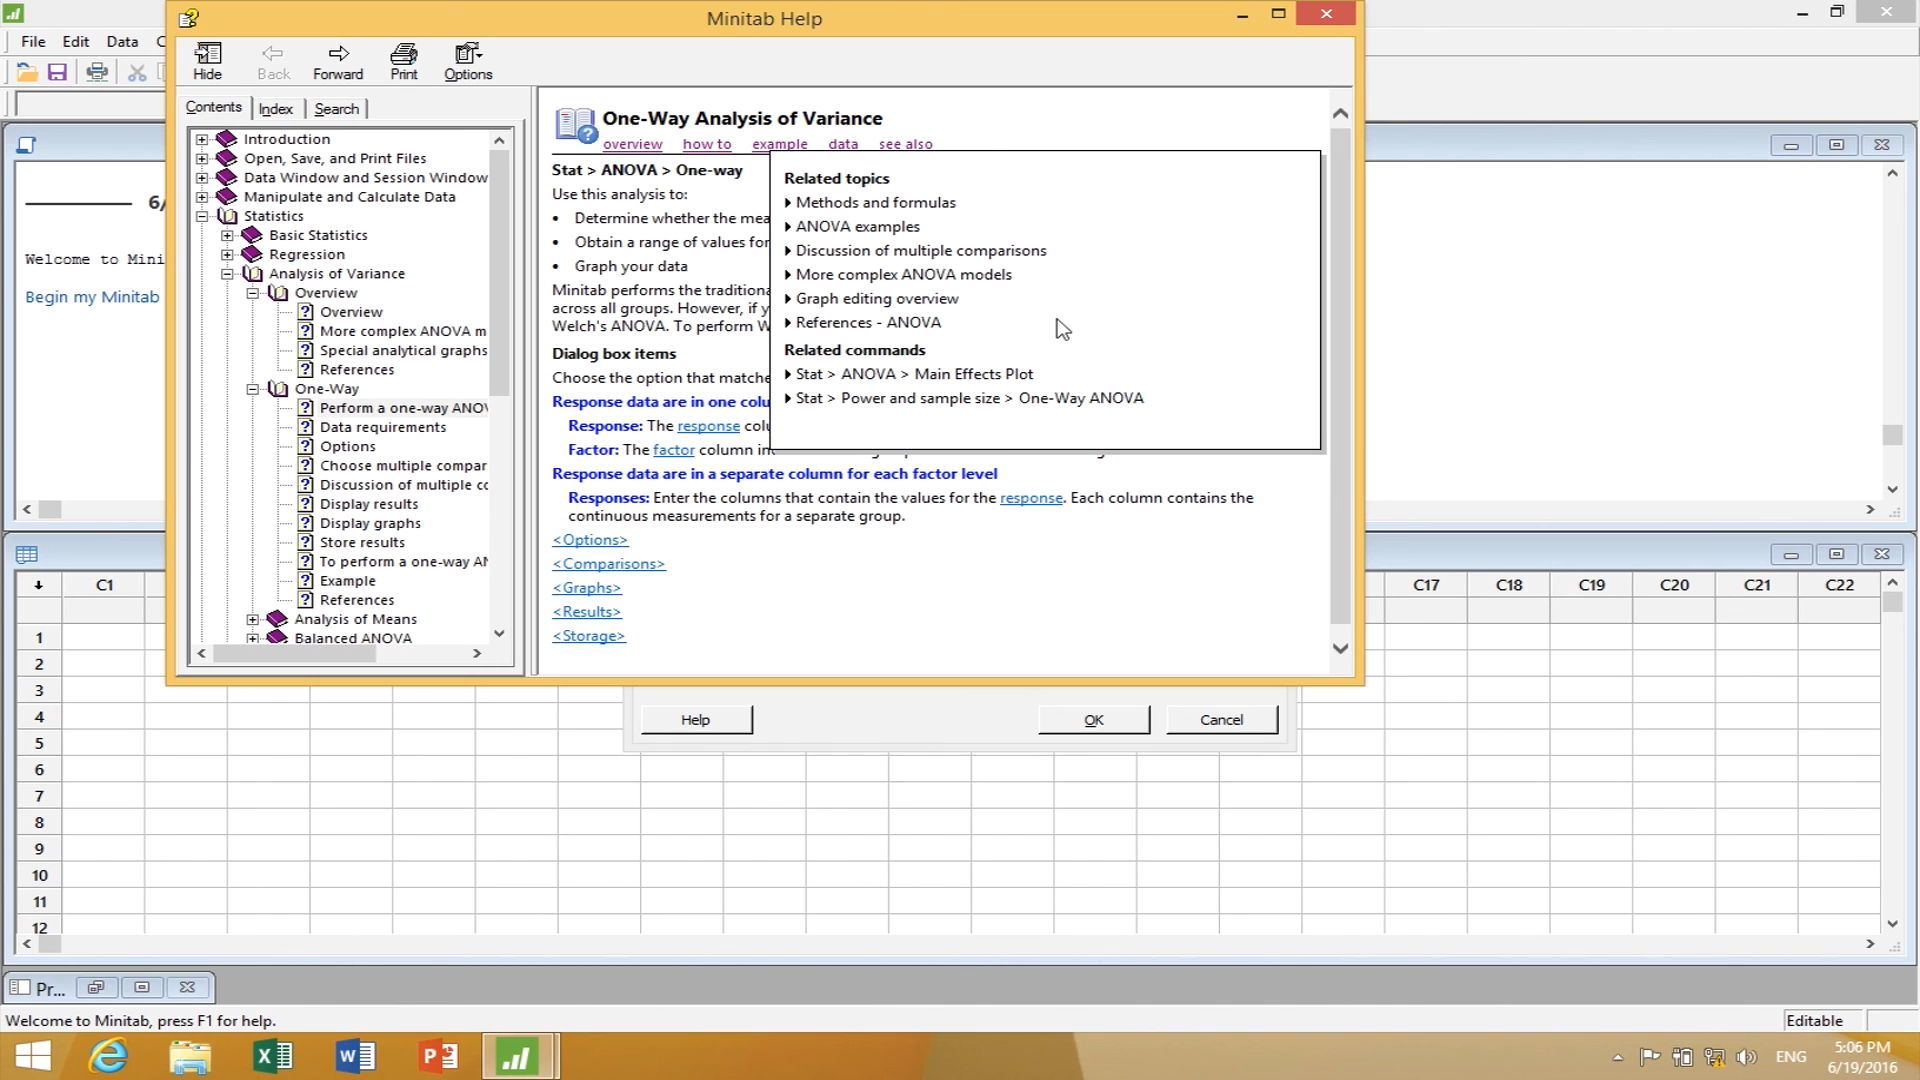 Minitab Help
File Edit Data C
Hide Back Forward Print Options
Contents Index Search
Introduction
Open, Save, and Print Files
Data Window and Session Window
Manipulate and Calculate Data
Statistics
Basic Statistics
Regression
Analysis of Variance
Overview
Overview
More complex ANOVA m
Special analytical graphs
References
One-Way
Perform a one-way ANOV
Data requirements
Options
Choose multiple compar
Discussion of multiple cc
Display results
Display graphs
Store results
To perform a one-way AN
Example
References
Analysis of Means
Balanced ANOVA
One-Way Analysis of Variance
overview how to example data see also
Stat > ANOVA > One-way
Use this analysis to:
• Determine whether the mea
• Obtain a range of values for
• Graph your data
Minitab performs the traditiona
across all groups. However, if y
Welch's ANOVA. To perform W
Dialog box items
Choose the option that matche
Response data are in one colu
Response: The response colu
Factor: The factor column in
Response data are in a separate column for each factor level
Responses: Enter the columns that contain the values for the response. Each column contains the
continuous measurements for a separate group.
<Options>
<Comparisons>
<Graphs>
<Results>
<Storage>
Related topics
Methods and formulas
ANOVA examples
Discussion of multiple comparisons
More complex ANOVA models
Graph editing overview
References - ANOVA
Related commands
Stat > ANOVA > Main Effects Plot
Stat > Power and sample size > One-Way ANOVA
6/
Welcome to Mini
Begin my Minitab
Help OK Cancel
C1 C17 C18 C19 C20 C21 C22
1
2
3
4
5
6
7
8
9
10
11
12
Pr...
Welcome to Minitab, press F1 for help.
Editable
ENG
5:06 PM
6/19/2016